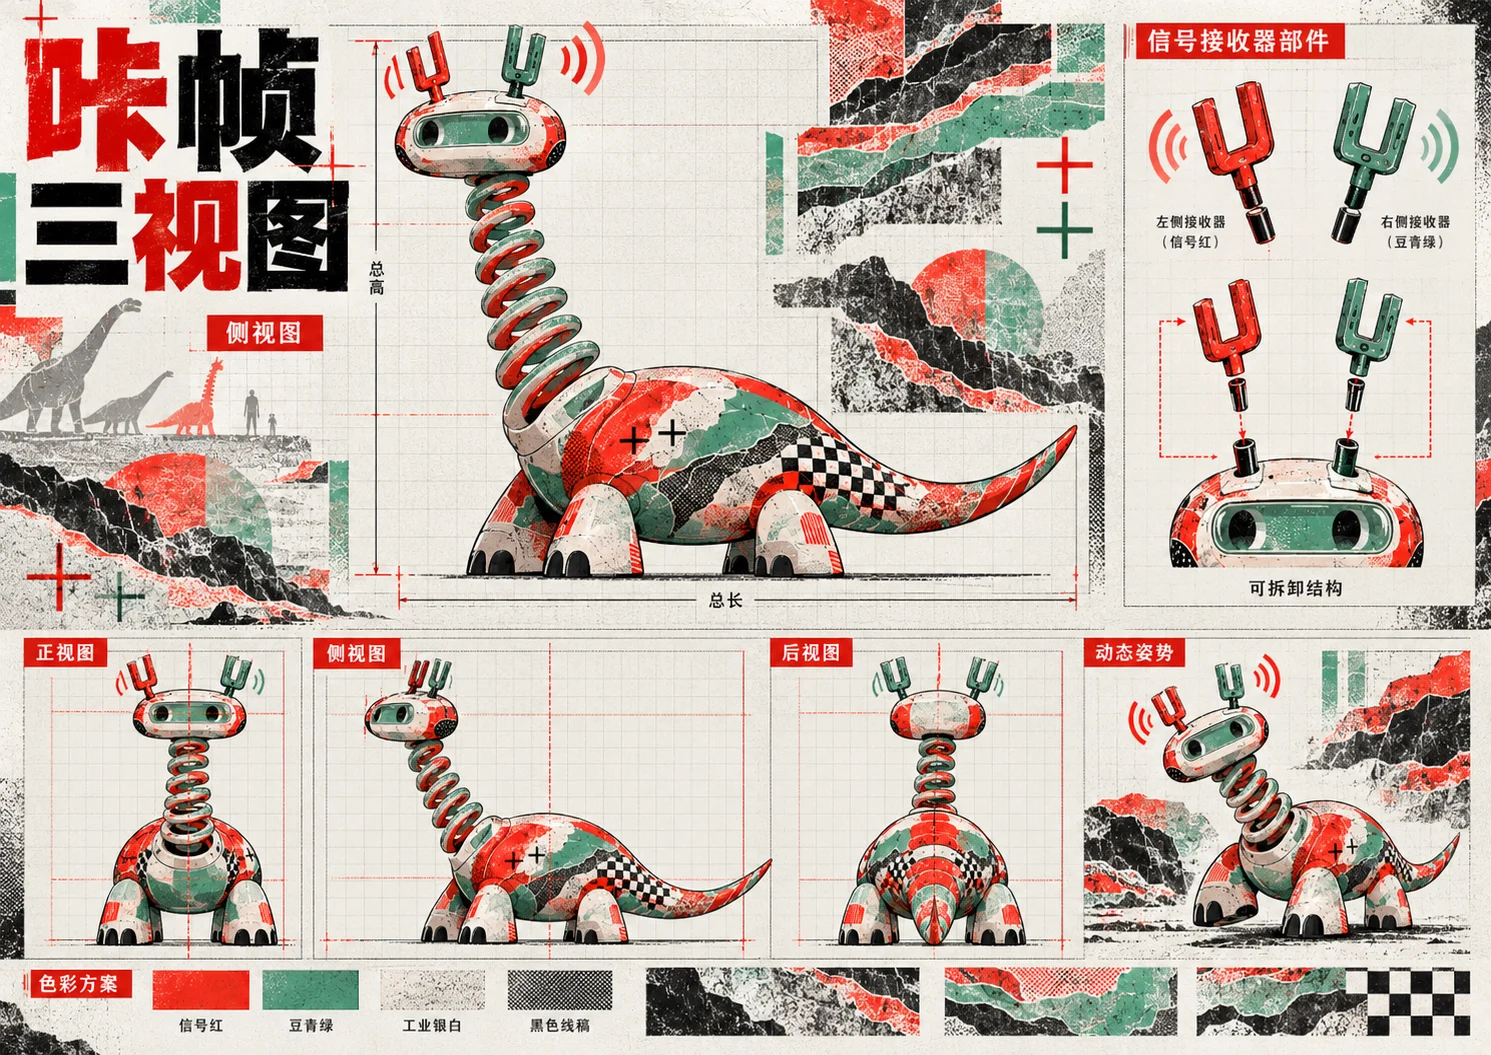 咔帧
三视图
侧视图
总高
总长
信号接收器部件
左侧接收器
（信号红）
右侧接收器
（豆青绿）
可拆卸结构
正视图
侧视图
后视图
动态姿势
色彩方案
信号红
豆青绿
工业银白
黑色线稿